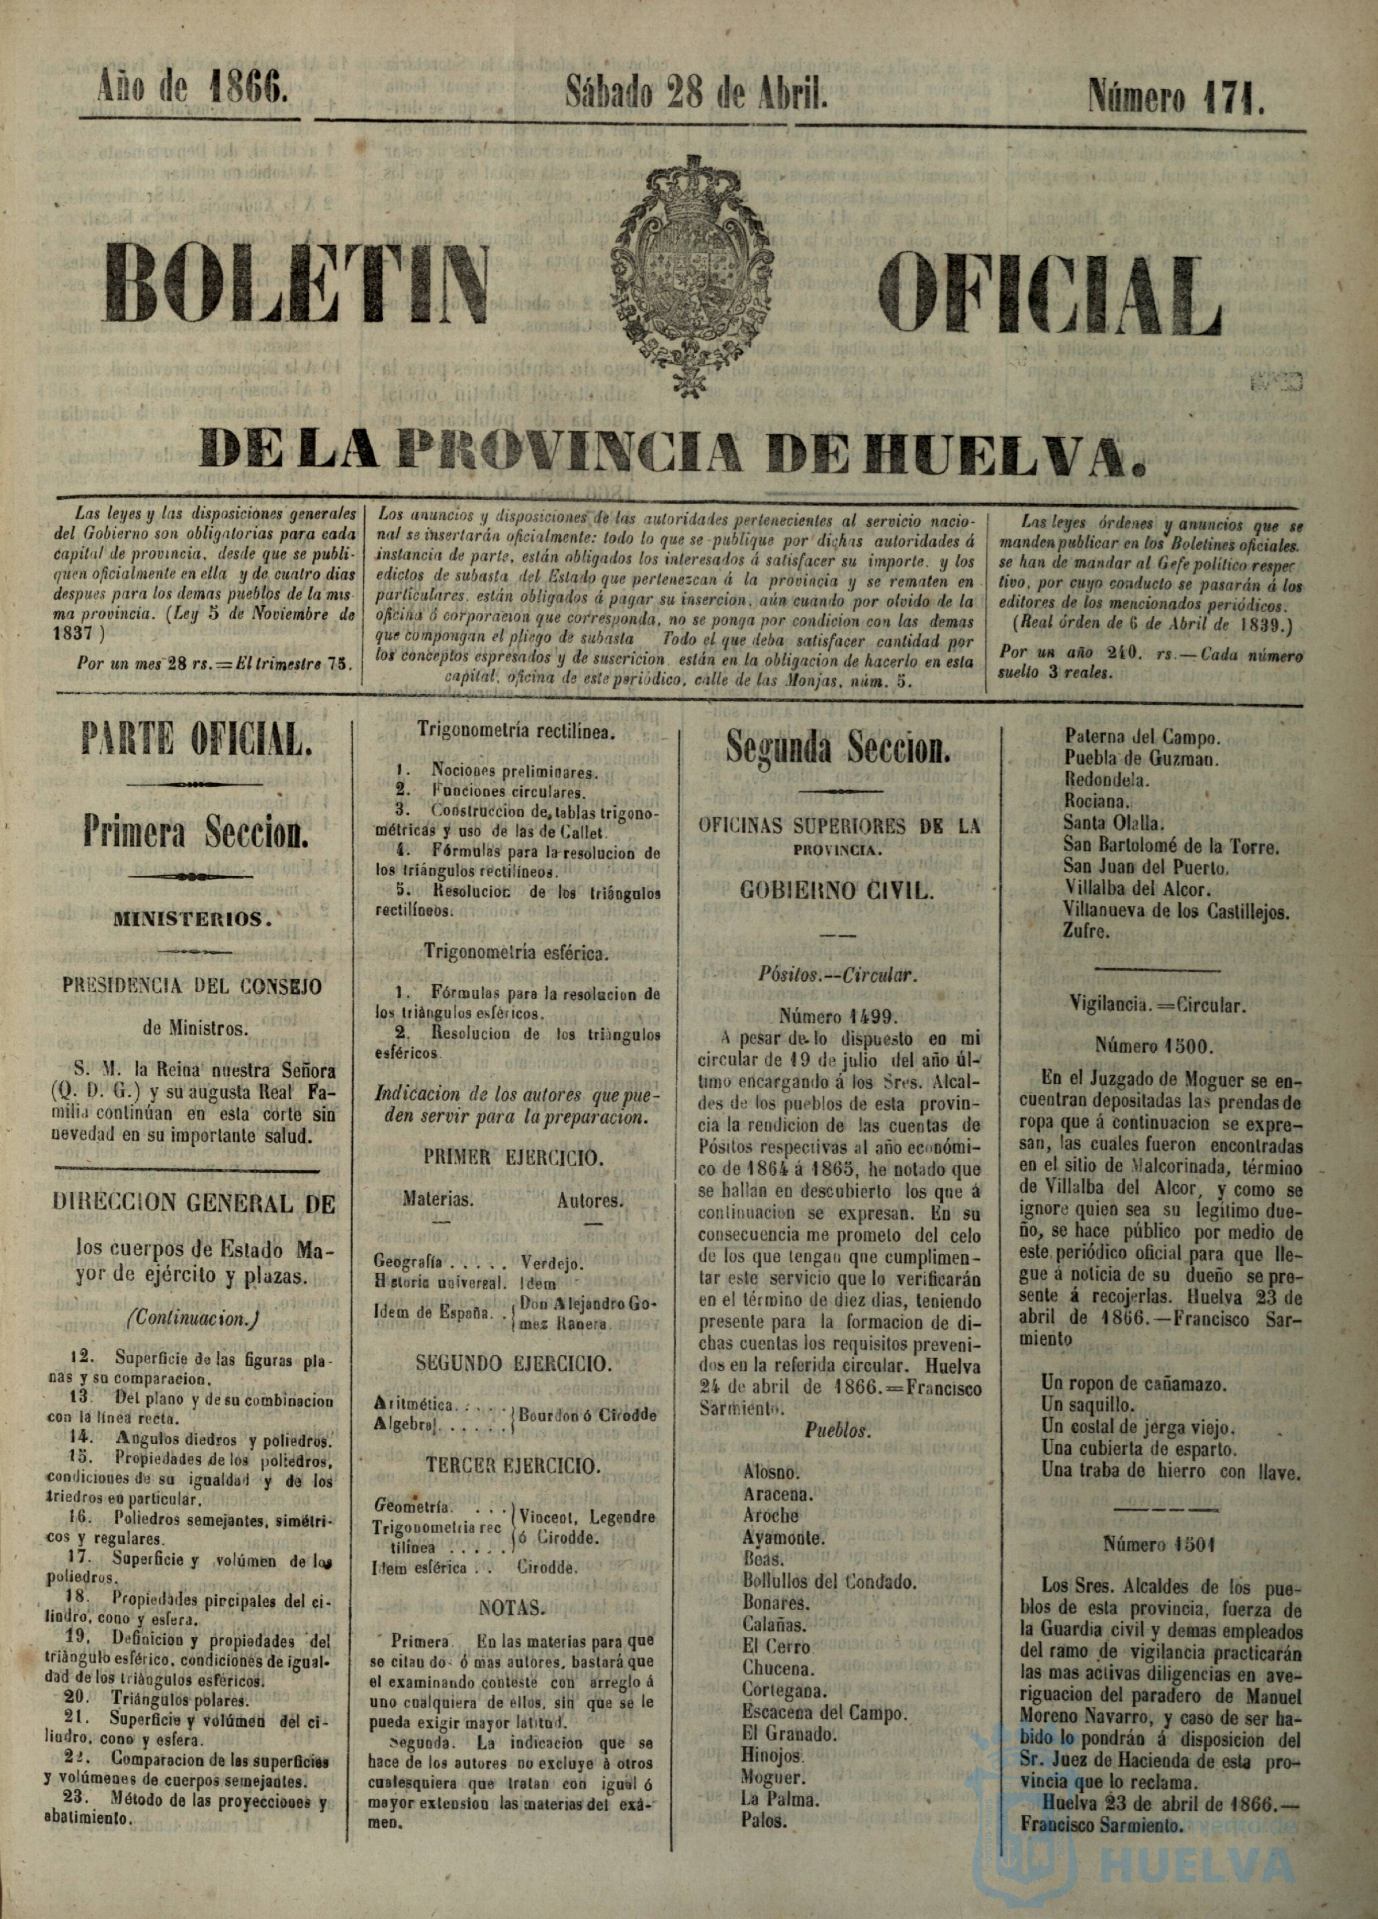 Año de 1866.
Sábado 28 de Abril.
Número 171.
BOLETIN OFICIAL
DE LA PROVINCIA DE HUELVA.
Las leyes y las disposiciones generales
del Gobierno son obligatorias para cada
capital de provincia, desde que se publi-
quen oficialmente en ella y de cuatro dias
despues para los demas pueblos de la mis
ma provincia. (Ley 5 de Noviembre de
1837 )
Por un mes 28 rs.=El trimestre 75.
Los anuncios y disposiciones de las autoridades pertenecientes al servicio nacio-
nal se insertarán oficialmente: todo lo que se publique por dichas autoridades á
instancia de parte, están obligados los interesados á satisfacer su importe. y los
edictos de subasta del Estado que pertenezcan á la provincia y se rematen en
particulares, están obligados á pagar su insercion, aún cuando por olvido de la
oficina ó corporacion que corresponda, no se ponga por condicion con las demas
que compongan el pliego de subasta Todo el que deba satisfacer cantidad por
los conceptos espresados y de suscricion, están en la obligacion de hacerlo en esta
capital, oficina de este periódico, calle de las Monjas, núm. 5.
Las leyes órdenes y anuncios que se
manden publicar en los Boletines oficiales,
se han de mandar al Gefe político respec
tivo, por cuyo conducto se pasarán á los
editores de los mencionados periódicos.
(Real órden de 6 de Abril de 1839.)
Por un año 240. rs.—Cada número
suelto 3 reales.
PARTE OFICIAL.
Primera Seccion.
MINISTERIOS.
PRESIDENCIA DEL CONSEJO
de Ministros.
S. M. la Reina nuestra Señora
(Q. D. G.) y su augusta Real Fa-
milia continúan en esta corte sin
novedad en su importante salud.
DIRECCION GENERAL DE
los cuerpos de Estado Ma-
yor de ejército y plazas.
(Continuacion.)
12. Superficie de las figuras pla-
nas y su comparacion.
13. Del plano y de su combinacion
con la línea recta.
14. Angulos diedros y poliedros.
15. Propiedades de los poliedros,
condiciones de su igualdad y de los
triedros en particular.
16. Poliedros semejantes, simétri-
cos y regulares.
17. Superficie y volúmen de los
poliedros.
18. Propiedades pircipales del ci-
lindro, cono y esfera.
19. Definicion y propiedades del
triángulo esférico, condiciones de igual-
dad de los triángulos esféricos.
20. Triángulos polares.
21. Superficie y volúmen del ci-
lindro, cono y esfera.
22. Comparacion de las superficies
y volúmenes de cuerpos semejantes.
23. Método de las proyecciones y
abatimiento.
Trigonometría rectilínea.
1. Nociones preliminares.
2. Funciones circulares.
3. Construccion de tablas trigono-
métricas y uso de las de Callet.
4. Fórmulas para la resolucion de
los triángulos rectilíneos.
5. Resolucion de los triángulos
rectilíneos.
Trigonometría esférica.
1. Fórmulas para la resolucion de
los triángulos esféricos.
2. Resolucion de los triángulos
esféricos
Indicacion de los autores que pue-
den servir para la preparacion.
PRIMER EJERCICIO.
Materias. Autores.
Geografía . . . . . Verdejo.
Historia universal. Idem
Idem de España. . Don Alejandro Go-
mez Ranera.
SEGUNDO EJERCICIO.
Aritmética. . . . .
Algebra. . . . . . Bourdon ó Cirodde
TERCER EJERCICIO.
Geometría. . . . Vincent, Legendre
Trigonometria rec ó Cirodde.
tilínea . . . . .
Idem esférica . . Cirodde.
NOTAS.
Primera En las materias para que
se citan do- ó mas autores, bastará que
el examinando conteste con arreglo á
uno cualquiera de ellos, sin que se le
pueda exigir mayor latitud.
Segunda. La indicacion que se
hace de los autores no excluye á otros
cualesquiera que tratan con igual ó
mayor extension las materias del exá-
men.
Segunda Seccion.
OFICINAS SUPERIORES DE LA
PROVINCIA.
GOBIERNO CIVIL.
Pósitos.--Circular.
Número 1499.
A pesar de lo dispuesto en mi
circular de 19 de julio del año úl-
timo encargando á los Sres. Alcal-
des de los pueblos de esta provin-
cia la rendicion de las cuentas de
Pósitos respectivas al año económi-
co de 1864 á 1865, he notado que
se hallan en descubierto los que á
continuacion se expresan. En su
consecuencia me prometo del celo
de los que tengan que cumplimen-
tar este servicio que lo verificarán
en el término de diez dias, teniendo
presente para la formacion de di-
chas cuentas los requisitos preveni-
dos en la referida circular. Huelva
24 de abril de 1866.=Francisco
Sarmiento.
Pueblos.
Alosno.
Aracena.
Aroche
Ayamonte.
Beas.
Bollullos del Condado.
Bonares.
Calañas.
El Cerro
Chucena.
Cortegana.
Escacena del Campo.
El Granado.
Hinojos.
Moguer.
La Palma.
Palos.
Paterna del Campo.
Puebla de Guzman.
Redondela.
Rociana.
Santa Olalla.
San Bartolomé de la Torre.
San Juan del Puerto.
Villalba del Alcor.
Villanueva de los Castillejos.
Zufre.
Vigilancia.=Circular.
Número 1500.
En el Juzgado de Moguer se en-
cuentran depositadas las prendas de
ropa que á continuacion se expre-
san, las cuales fueron encontradas
en el sitio de Malcorinada, término
de Villalba del Alcor, y como se
ignore quien sea su legítimo due-
ño, se hace público por medio de
este periódico oficial para que lle-
gue á noticia de su dueño se pre-
sente á recojerlas. Huelva 23 de
abril de 1866.—Francisco Sar-
miento
Un ropon de cañamazo.
Un saquillo.
Un costal de jerga viejo.
Una cubierta de esparto.
Una traba de hierro con llave.
Número 1501
Los Sres. Alcaldes de los pue-
blos de esta provincia, fuerza de
la Guardia civil y demas empleados
del ramo de vigilancia practicarán
las mas activas diligencias en ave-
riguacion del paradero de Manuel
Moreno Navarro, y caso de ser ha-
bido lo pondrán á disposicion del
Sr. Juez de Hacienda de esta pro-
vincia que lo reclama.
Huelva 23 de abril de 1866.—
Francisco Sarmiento.
HUELVA